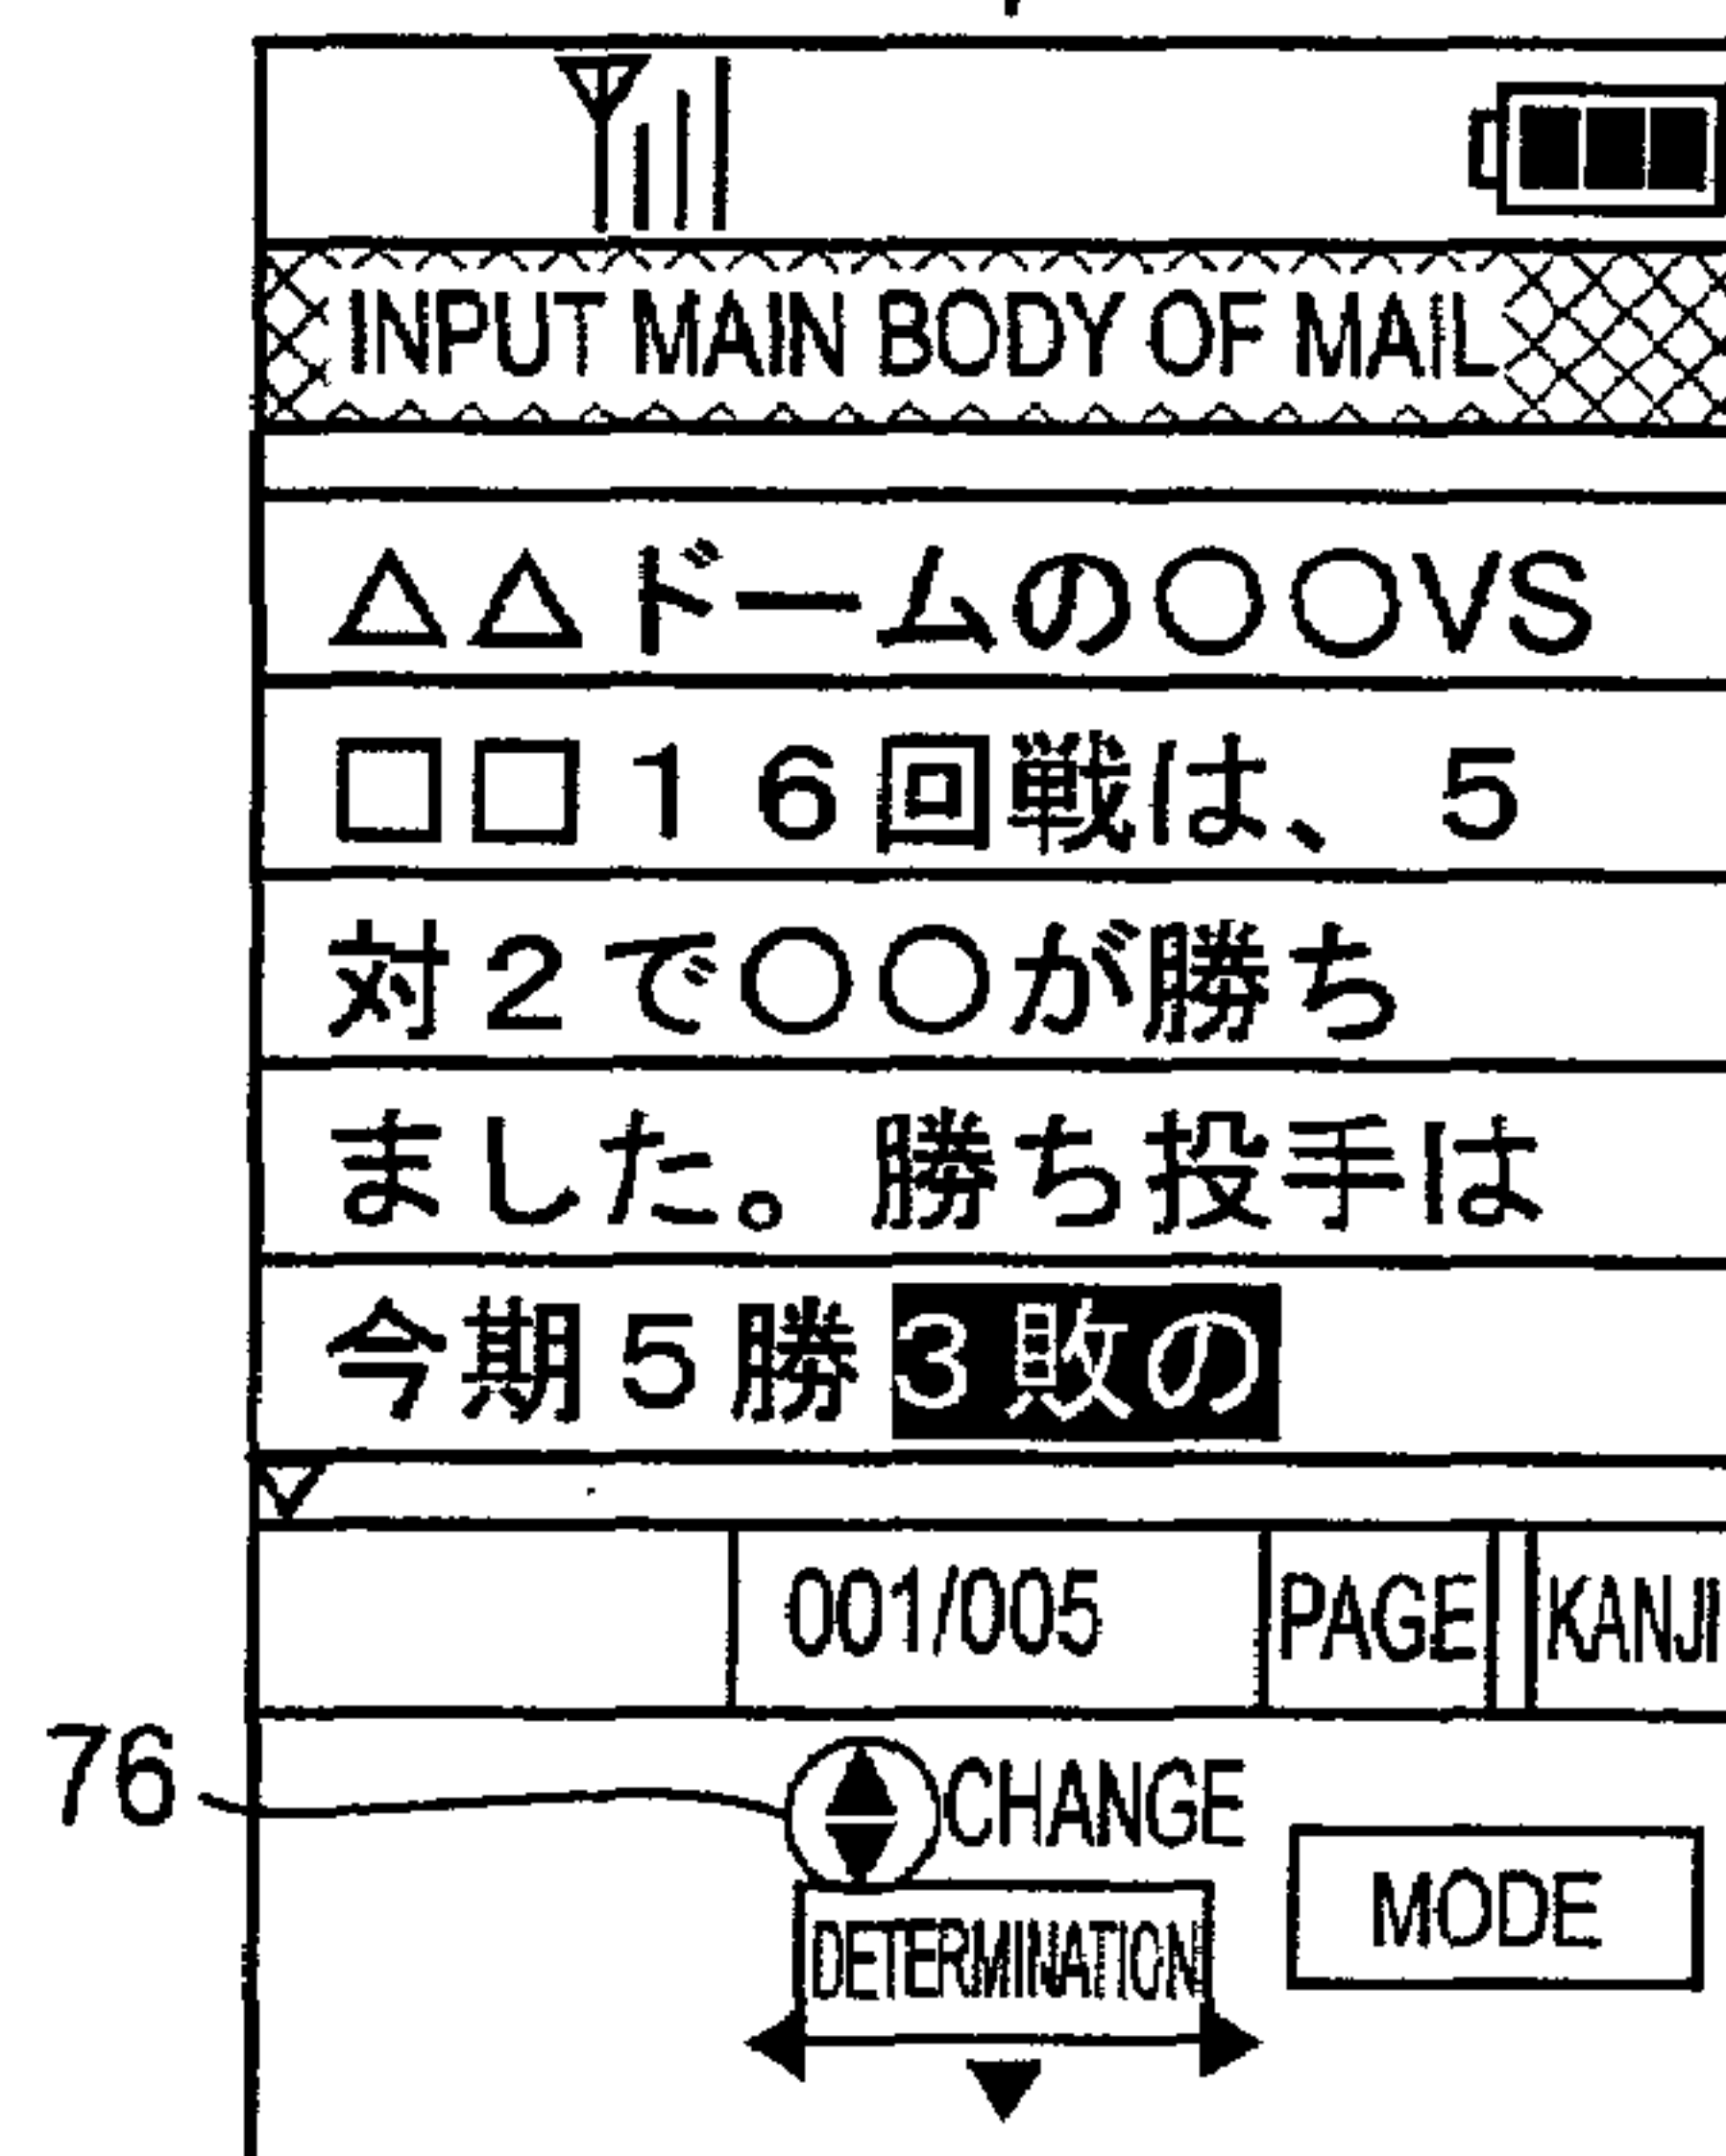 INPUT MAIN BODY OF MAIL
△△ドームの○○VS
□□16回戦は、5
対2で○○が勝ち
ました。勝ち投手は
今期5勝3敗の
001/005 PAGE KANJI
76 CHANGE
MODE
DETERMINATION